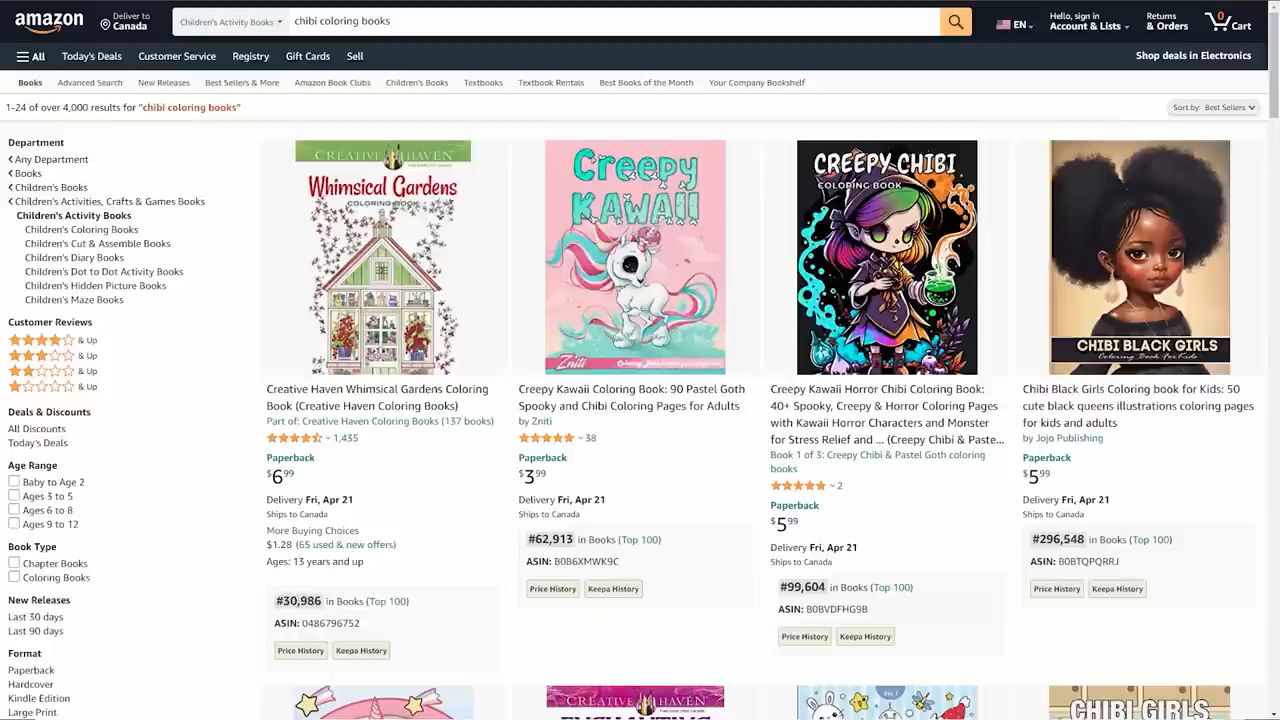 amazon
Deliver to
Canada
Children's Activity Books
chibi coloring books
EN
Hello, sign in
Account & Lists
Returns
& Orders
0
Cart
All
Today's Deals
Customer Service
Registry
Gift Cards
Sell
Shop deals in Electronics
Books
Advanced Search
New Releases
Best Sellers & More
Amazon Book Clubs
Children's Books
Textbooks
Textbook Rentals
Best Books of the Month
Your Company Bookshelf
1-24 of over 4,000 results for "chibi coloring books"
Sort by: Best Sellers
Department
Any Department
Books
Children's Books
Children's Activities, Crafts & Games Books
Children's Activity Books
Children's Coloring Books
Children's Cut & Assemble Books
Children's Diary Books
Children's Dot to Dot Activity Books
Children's Hidden Picture Books
Children's Maze Books
Customer Reviews
& Up
& Up
& Up
& Up
Deals & Discounts
All Discounts
Today's Deals
Age Range
Baby to Age 2
Ages 3 to 5
Ages 6 to 8
Ages 9 to 12
Book Type
Chapter Books
Coloring Books
New Releases
Last 30 days
Last 90 days
Format
Paperback
Hardcover
Kindle Edition
Large Print
CREATIVE HAVEN
Whimsical Gardens
COLORING BOOK
Creative Haven Whimsical Gardens Coloring
Book (Creative Haven Coloring Books)
Part of: Creative Haven Coloring Books (137 books)
1,435
Paperback
$6.99
Delivery Fri, Apr 21
Ships to Canada
More Buying Choices
$1.28 (65 used & new offers)
Ages: 13 years and up
#30,986 in Books (Top 100)
ASIN: 0486796752
Price History
Keepa History
Creepy
KAWAII
Zniti
Creepy Kawaii Coloring Book: 90 Pastel Goth
Spooky and Chibi Coloring Pages for Adults
by Zniti
38
Paperback
$3.99
Delivery Fri, Apr 21
Ships to Canada
#62,913 in Books (Top 100)
ASIN: B0B6XMWK9C
Price History
Keepa History
CREEPY CHIBI
COLORING BOOK
Creepy Kawaii Horror Chibi Coloring Book:
40+ Spooky, Creepy & Horror Coloring Pages
with Kawaii Horror Characters and Monster
for Stress Relief and ... (Creepy Chibi & Paste...
Book 1 of 3: Creepy Chibi & Pastel Goth coloring
books
2
Paperback
$5.99
Delivery Fri, Apr 21
Ships to Canada
#99,604 in Books (Top 100)
ASIN: B0BVDFHG9B
Price History
Keepa History
CHIBI BLACK GIRLS
Coloring Book For Kids
Chibi Black Girls Coloring book for Kids: 50
cute black queens illustrations coloring pages
for kids and adults
by Jojo Publishing
Paperback
$5.99
Delivery Fri, Apr 21
Ships to Canada
#296,548 in Books (Top 100)
ASIN: B0BTQPQRRJ
Price History
Keepa History
CREATIVE HAVEN
ENCHANTING
Vol.1
CHIBI GIRLS